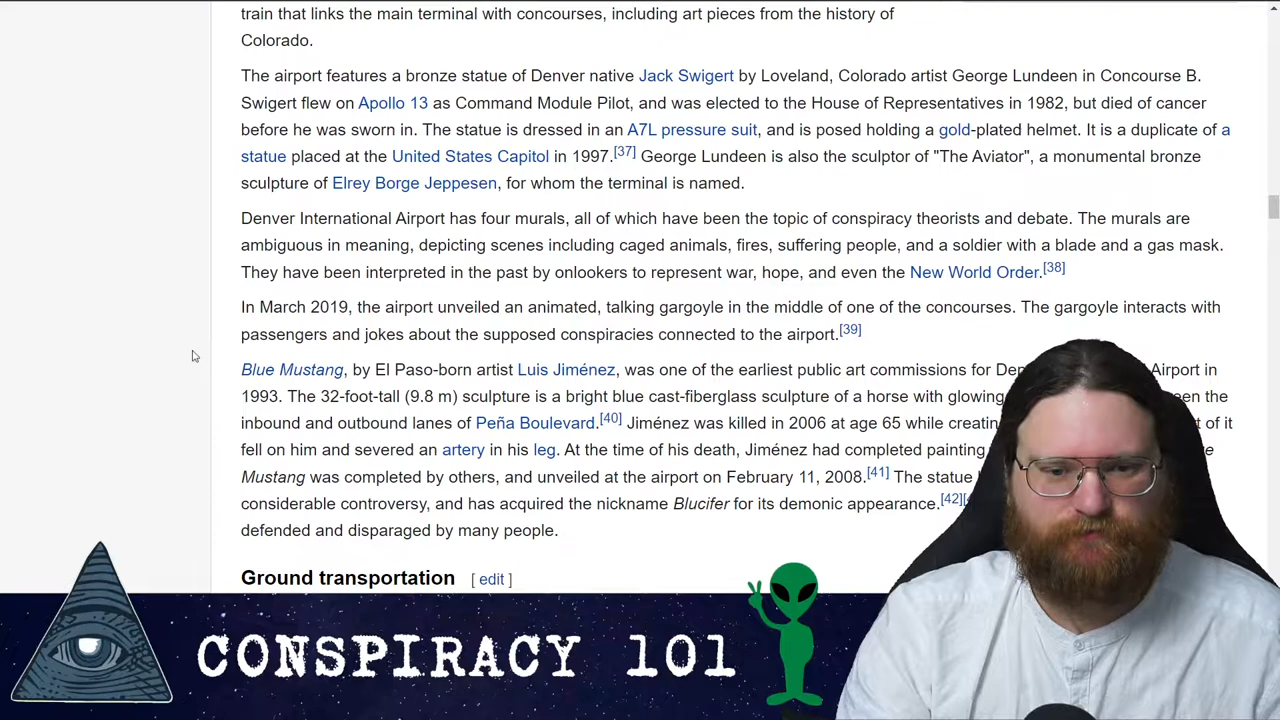 train that links the main terminal with concourses, including art pieces from the history of
Colorado.
The airport features a bronze statue of Denver native Jack Swigert by Loveland, Colorado artist George Lundeen in Concourse B.
Swigert flew on Apollo 13 as Command Module Pilot, and was elected to the House of Representatives in 1982, but died of cancer
before he was sworn in. The statue is dressed in an A7L pressure suit, and is posed holding a gold-plated helmet. It is a duplicate of a
statue placed at the United States Capitol in 1997.[37] George Lundeen is also the sculptor of "The Aviator", a monumental bronze
sculpture of Elrey Borge Jeppesen, for whom the terminal is named.
Denver International Airport has four murals, all of which have been the topic of conspiracy theorists and debate. The murals are
ambiguous in meaning, depicting scenes including caged animals, fires, suffering people, and a soldier with a blade and a gas mask.
They have been interpreted in the past by onlookers to represent war, hope, and even the New World Order.[38]
In March 2019, the airport unveiled an animated, talking gargoyle in the middle of one of the concourses. The gargoyle interacts with
passengers and jokes about the supposed conspiracies connected to the airport.[39]
Blue Mustang, by El Paso-born artist Luis Jiménez, was one of the earliest public art commissions for Airport in
1993. The 32-foot-tall (9.8 m) sculpture is a bright blue cast-fiberglass sculpture of a horse with glowing the
inbound and outbound lanes of Peña Boulevard.[40] Jiménez was killed in 2006 at age 65 while of it
fell on him and severed an artery in his leg. At the time of his death, Jiménez had completed painting
Mustang was completed by others, and unveiled at the airport on February 11, 2008.[41] The statue
considerable controversy, and has acquired the nickname Blucifer for its demonic appearance.[42]
defended and disparaged by many people.
Ground transportation [ edit ]
CONSPIRACY 101